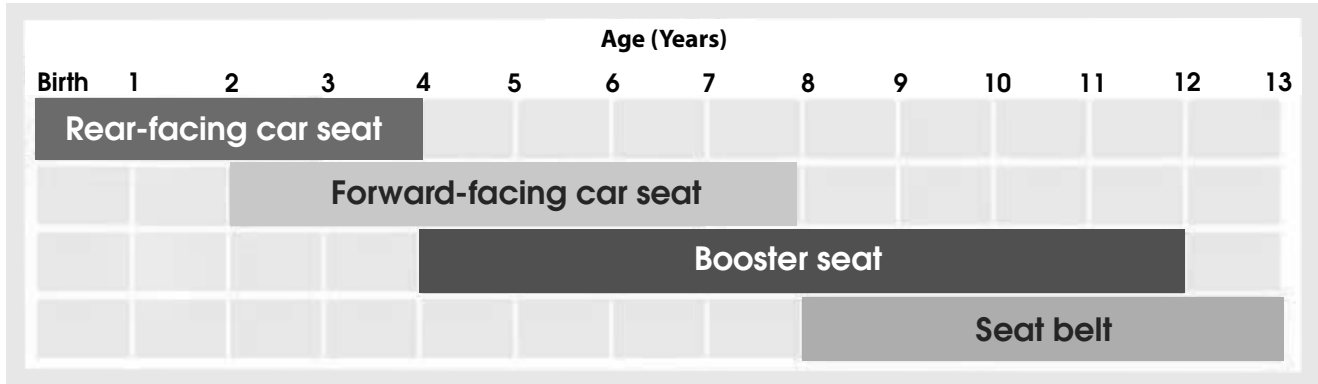 Age (Years)
Birth 1 2 3 4 5 6 7 8 9 10 11 12 13
Rear-facing car seat
Forward-facing car seat
Booster seat
Seat belt